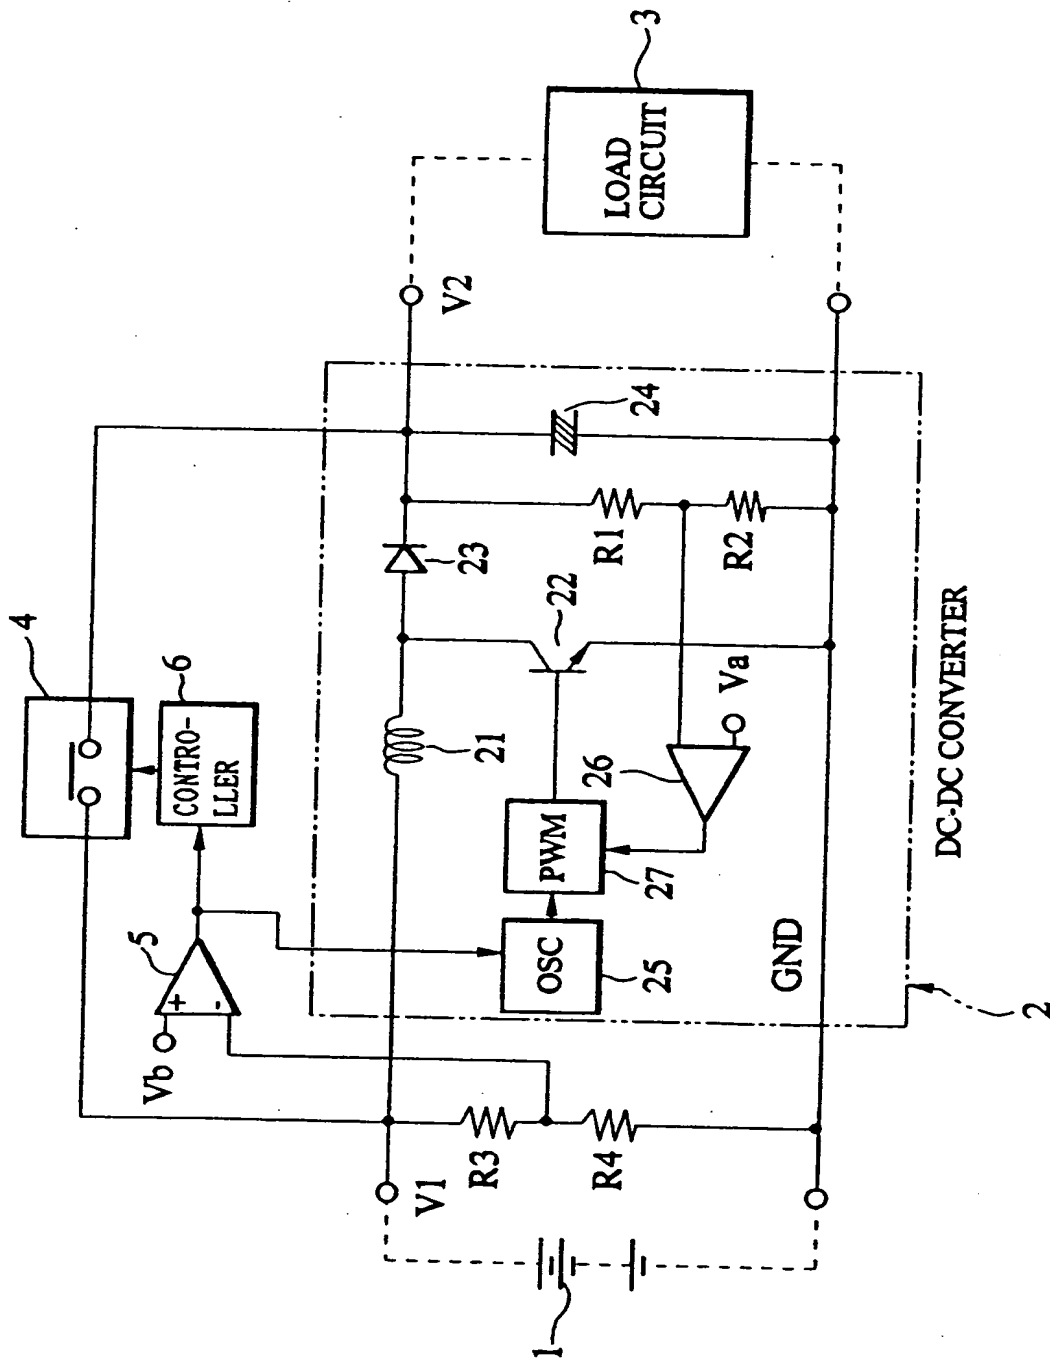 4
6
CONTRO-
LLER
5
+
-
Vb
V1
R3
R4
1
21
23
22
24
R1
R2
V2
3
LOAD
CIRCUIT
OSC
25
PWM
27
26
Va
GND
2
DC-DC CONVERTER